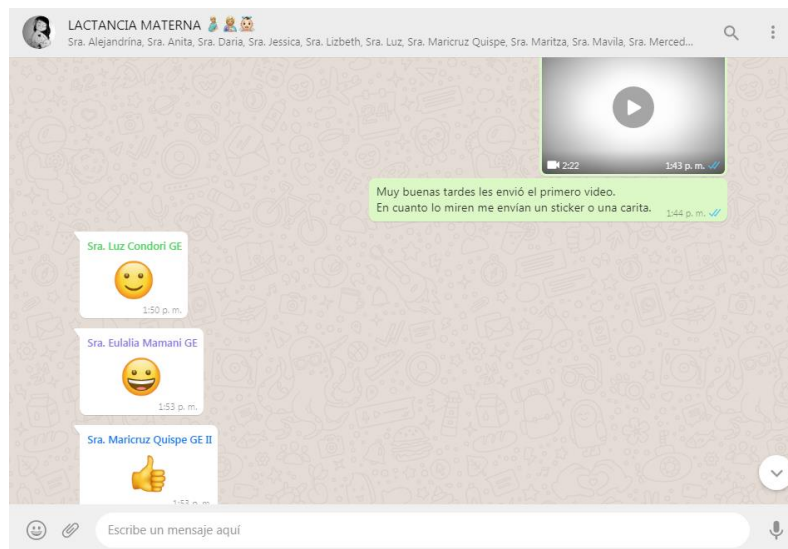 LACTANCIA MATERNA
Sra. Alejandrina, Sra. Anita, Sra. Daria, Sra. Jessica, Sra. Lizbeth, Sra. Luz, Sra. Maricruz Quispe, Sra. Maritza, Sra. Mavila, Sra. Merced...
2:22 1:43 p. m.
Muy buenas tardes les envió el primero video.
En cuanto lo miren me envían un sticker o una carita. 1:44 p. m.
Sra. Luz Condori GE
1:50 p. m.
Sra. Eulalia Mamani GE
1:53 p. m.
Sra. Maricruz Quispe GE II
1:53 p. m.
Escribe un mensaje aquí